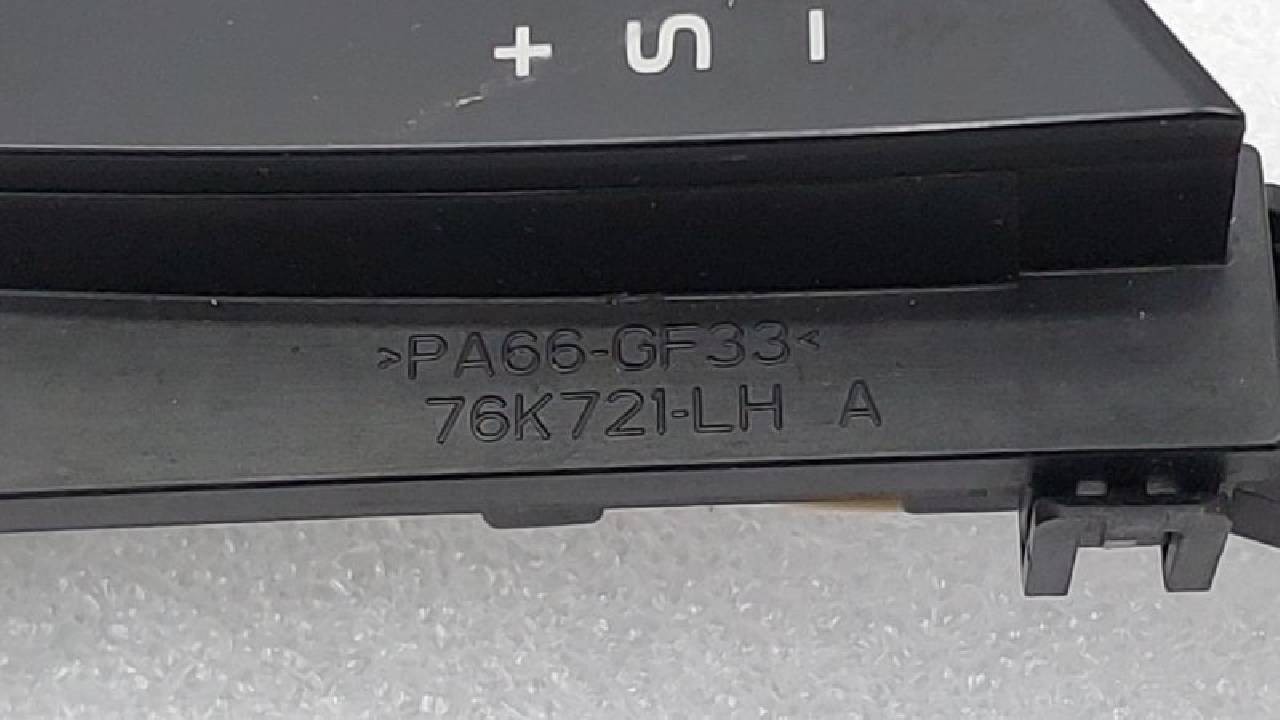 + S -
>PA66-GF33<
76K721-LH A